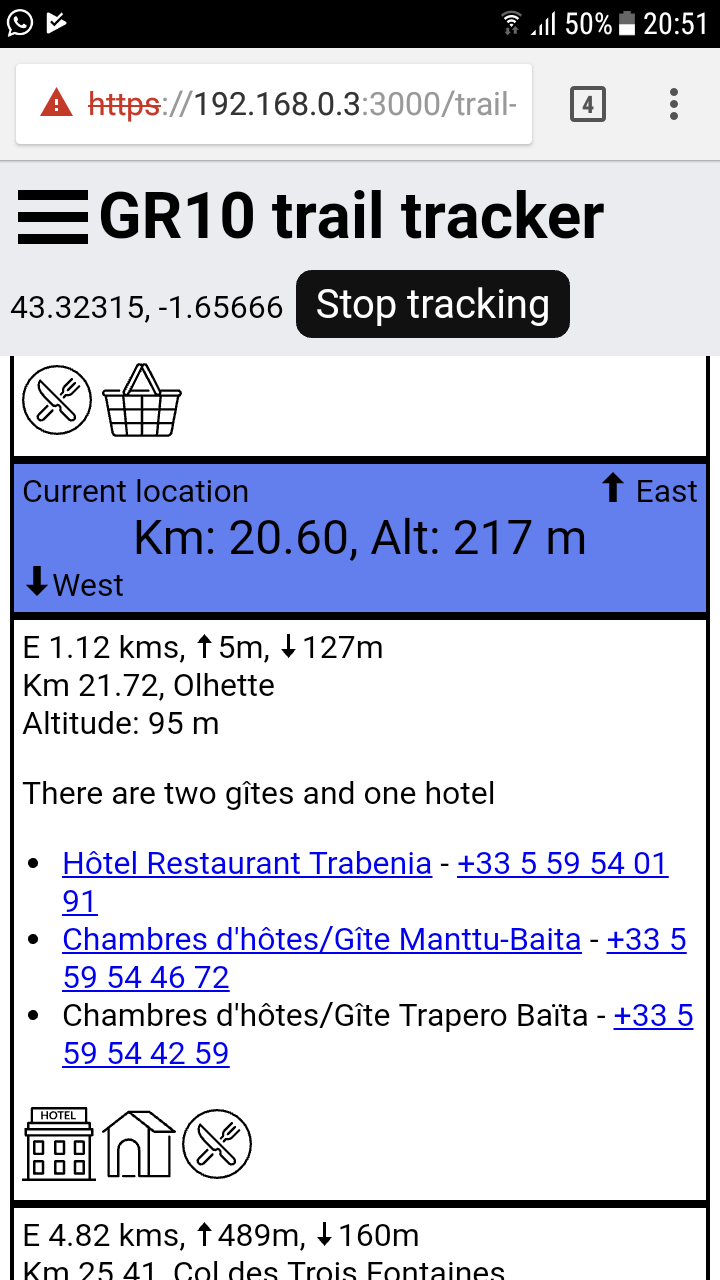 50% 20:51
https://192.168.0.3:3000/trail-
4
GR10 trail tracker
43.32315, -1.65666 Stop tracking
Current location ↑ East
Km: 20.60, Alt: 217 m
↓West
E 1.12 kms, ↑5m, ↓127m
Km 21.72, Olhette
Altitude: 95 m
There are two gîtes and one hotel
• Hôtel Restaurant Trabenia - +33 5 59 54 01
91
• Chambres d'hôtes/Gîte Manttu-Baita - +33 5
59 54 46 72
• Chambres d'hôtes/Gîte Trapero Baïta - +33 5
59 54 42 59
HOTEL
E 4.82 kms, ↑489m, ↓160m
Km 25.41, Col des Trois Fontaines